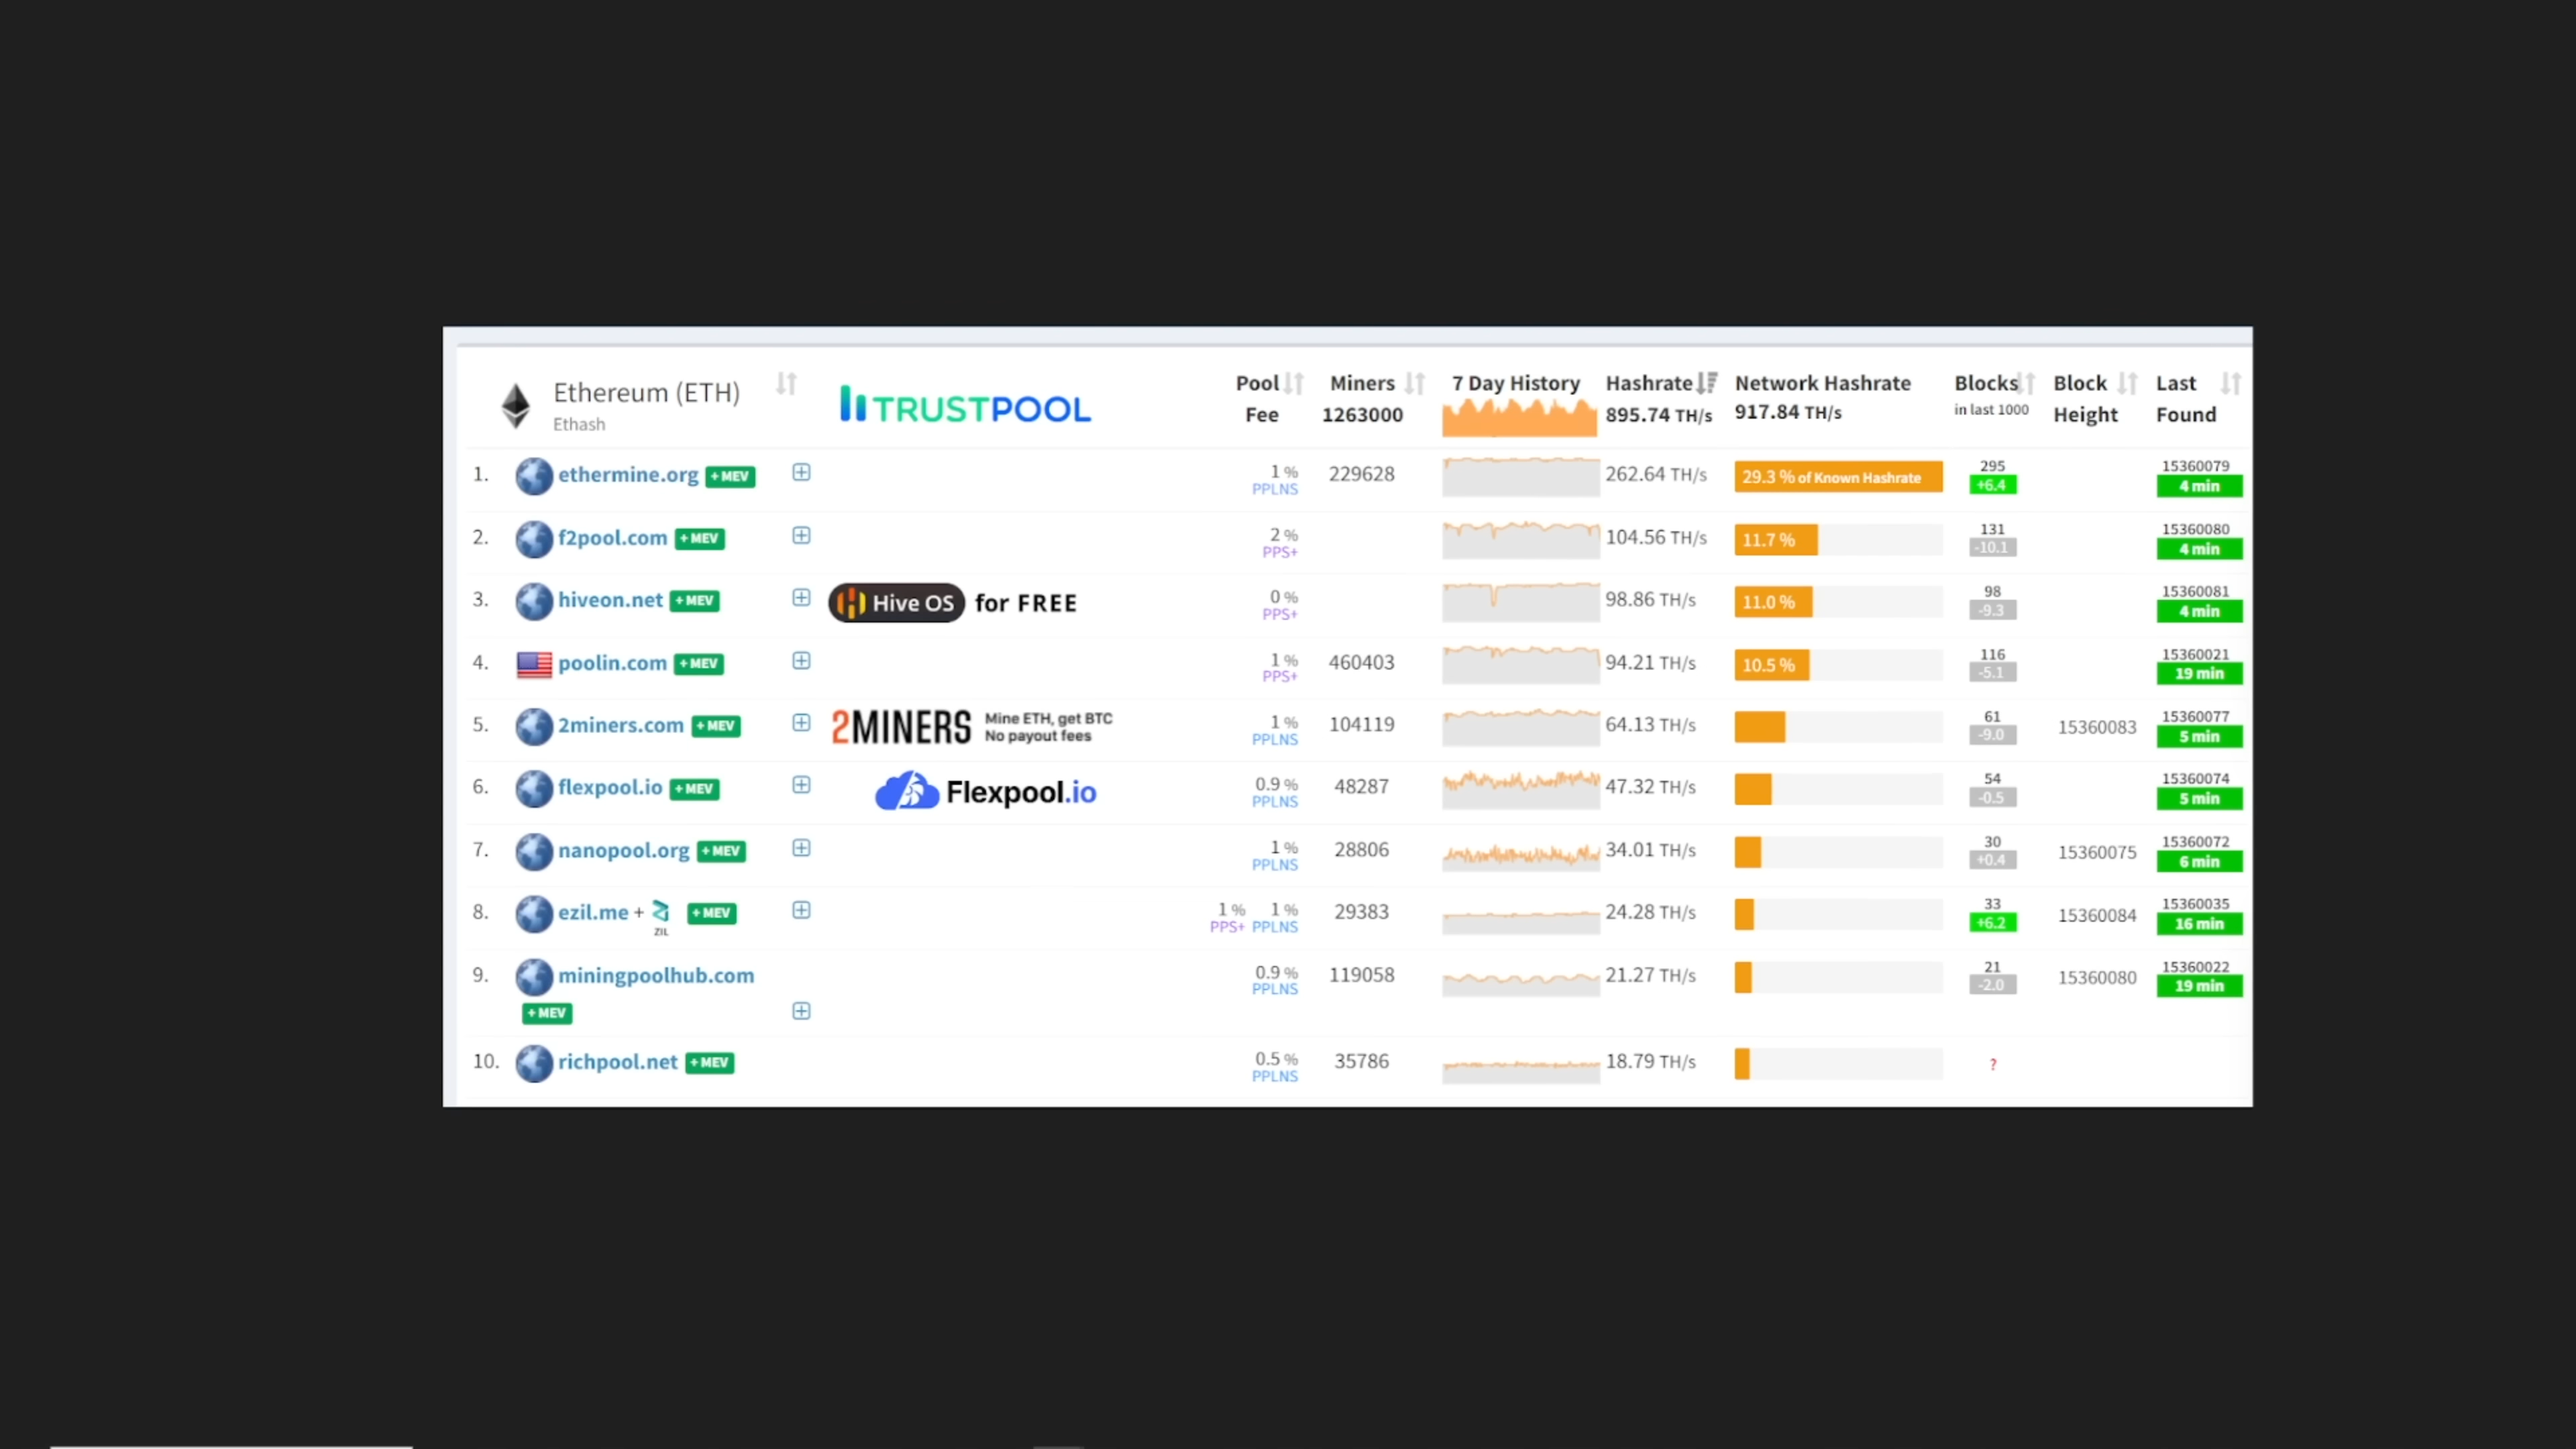 Ethereum (ETH)
Ethash
TRUSTPOOL
Pool Fee
Miners 1263000
7 Day History
Hashrate 895.74 TH/s
Network Hashrate 917.84 TH/s
Blocks in last 1000
Block Height
Last Found
1. ethermine.org + MEV 1 % PPLNS 229628 262.64 TH/s 29.3 % of Known Hashrate 295 +6.4 15360079 4 min
2. f2pool.com + MEV 2 % PPS+ 104.56 TH/s 11.7 % 131 -10.1 15360080 4 min
3. hiveon.net + MEV Hive OS for FREE 0 % PPS+ 98.86 TH/s 11.0 % 98 -9.3 15360081 4 min
4. poolin.com + MEV 1 % PPS+ 460403 94.21 TH/s 10.5 % 116 -5.1 15360021 19 min
5. 2miners.com + MEV 2MINERS Mine ETH, get BTC No payout fees 1 % PPLNS 104119 64.13 TH/s 61 -9.0 15360083 15360077 5 min
6. flexpool.io + MEV Flexpool.io 0.9 % PPLNS 48287 47.32 TH/s 54 -0.5 15360074 5 min
7. nanopool.org + MEV 1 % PPLNS 28806 34.01 TH/s 30 +0.4 15360075 15360072 6 min
8. ezil.me + ZIL + MEV 1 % PPS+ 1 % PPLNS 29383 24.28 TH/s 33 +6.2 15360084 15360035 16 min
9. miningpoolhub.com + MEV 0.9 % PPLNS 119058 21.27 TH/s 21 -2.0 15360080 15360022 19 min
10. richpool.net + MEV 0.5 % PPLNS 35786 18.79 TH/s ?